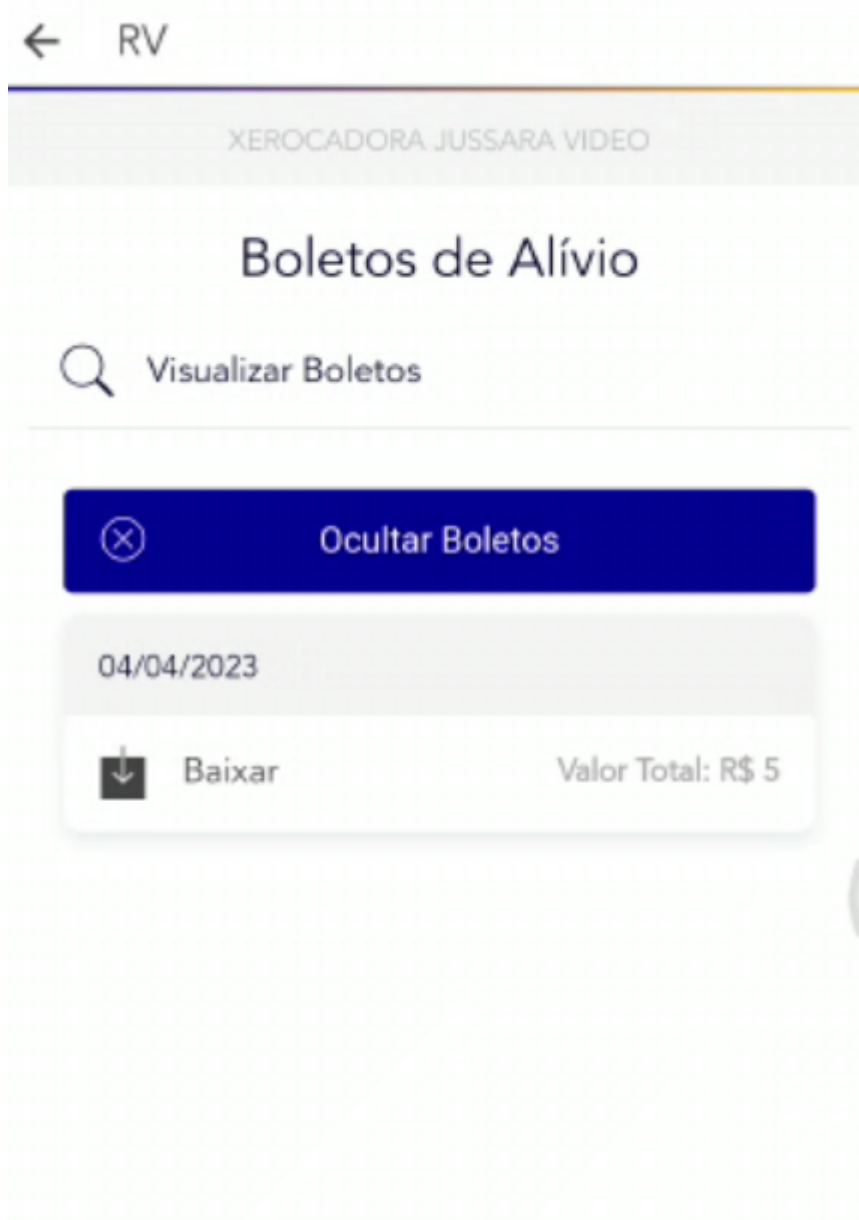 RV
XEROCADORA JUSSARA VIDEO
Boletos de Alívio
Visualizar Boletos
Ocultar Boletos
04/04/2023
Baixar Valor Total: R$ 5